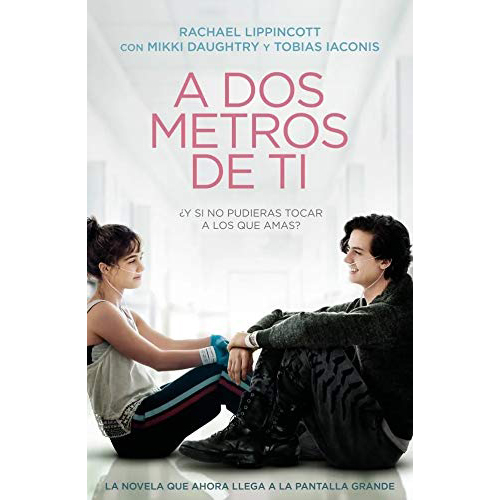 RACHAEL LIPPINCOTT
CON MIKKI DAUGHTRY Y TOBIAS IACONIS
A DOS
METROS
DE TI
¿Y SI NO PUDIERAS TOCAR
A LOS QUE AMAS?
LA NOVELA QUE AHORA LLEGA A LA PANTALLA GRANDE